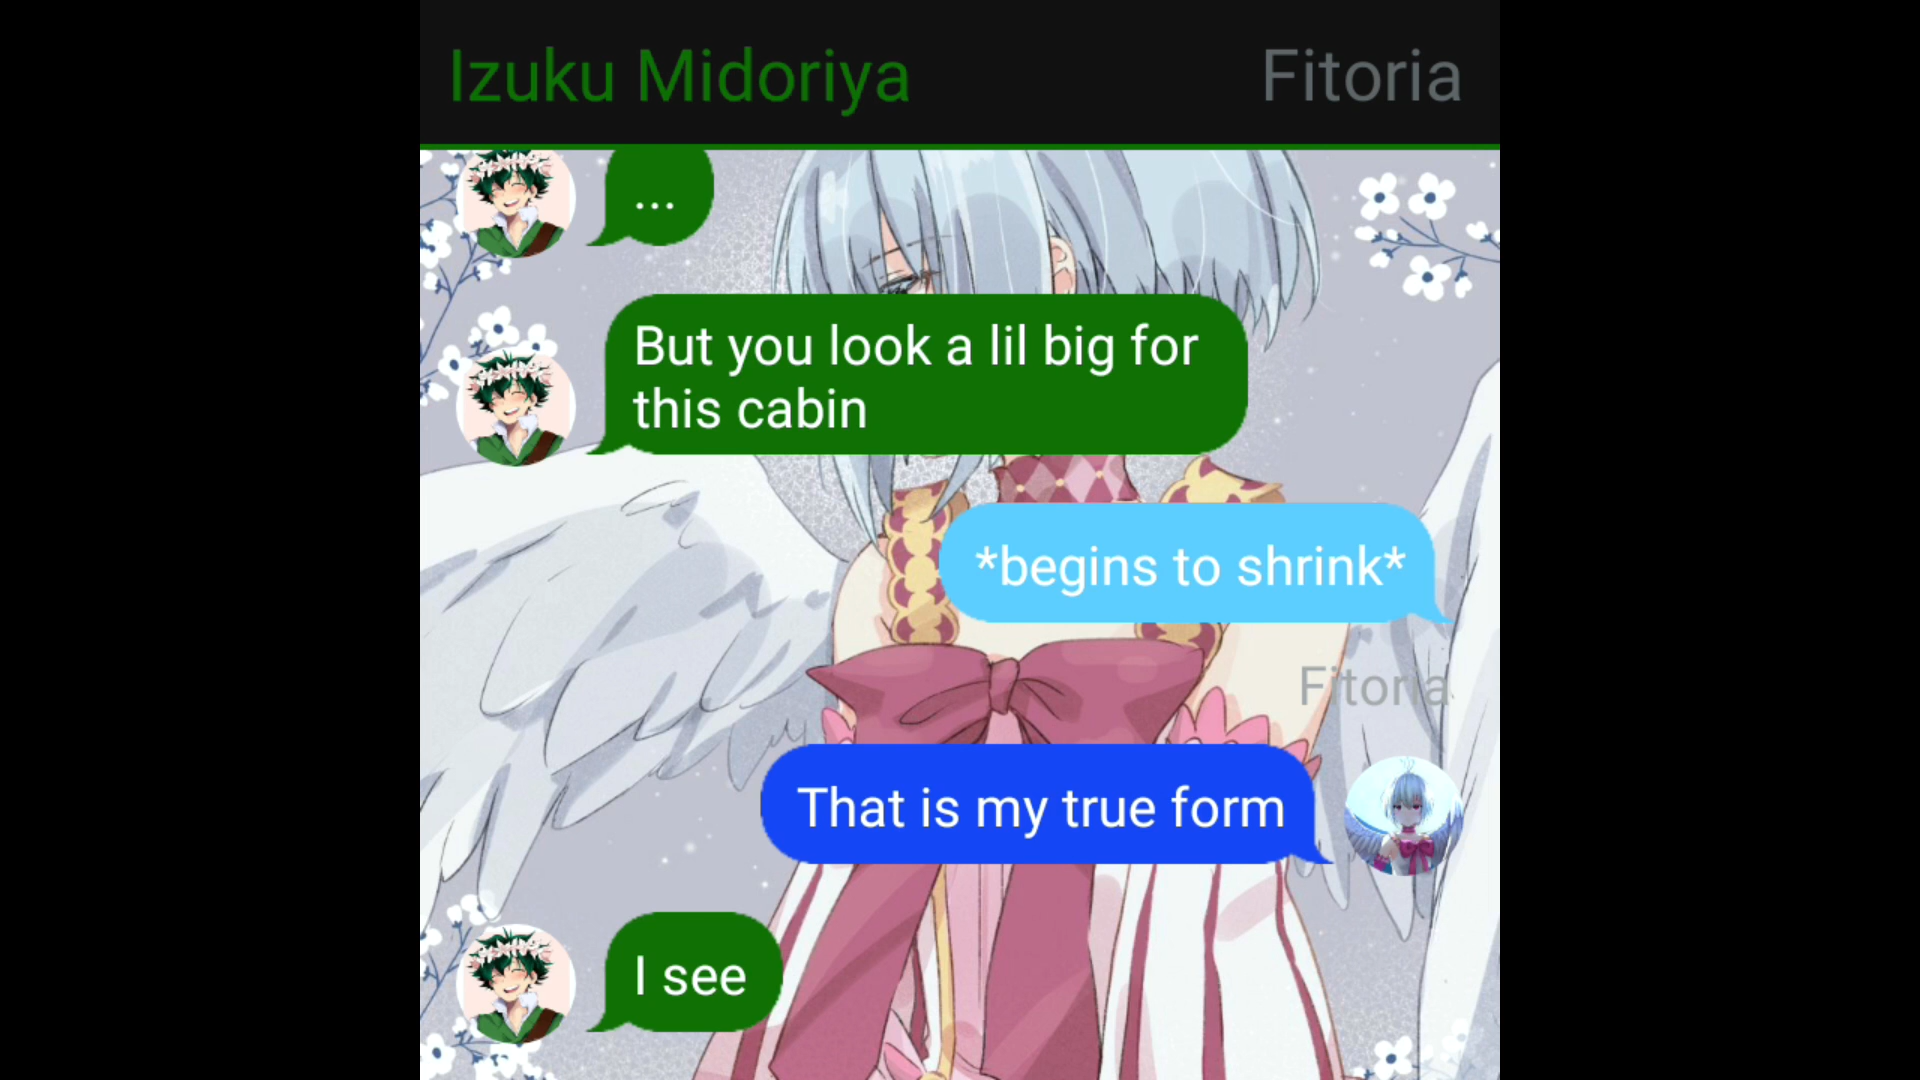 Izuku Midoriya
Fitoria
...
But you look a lil big for
this cabin
*begins to shrink*
Fitoria
That is my true form
I see